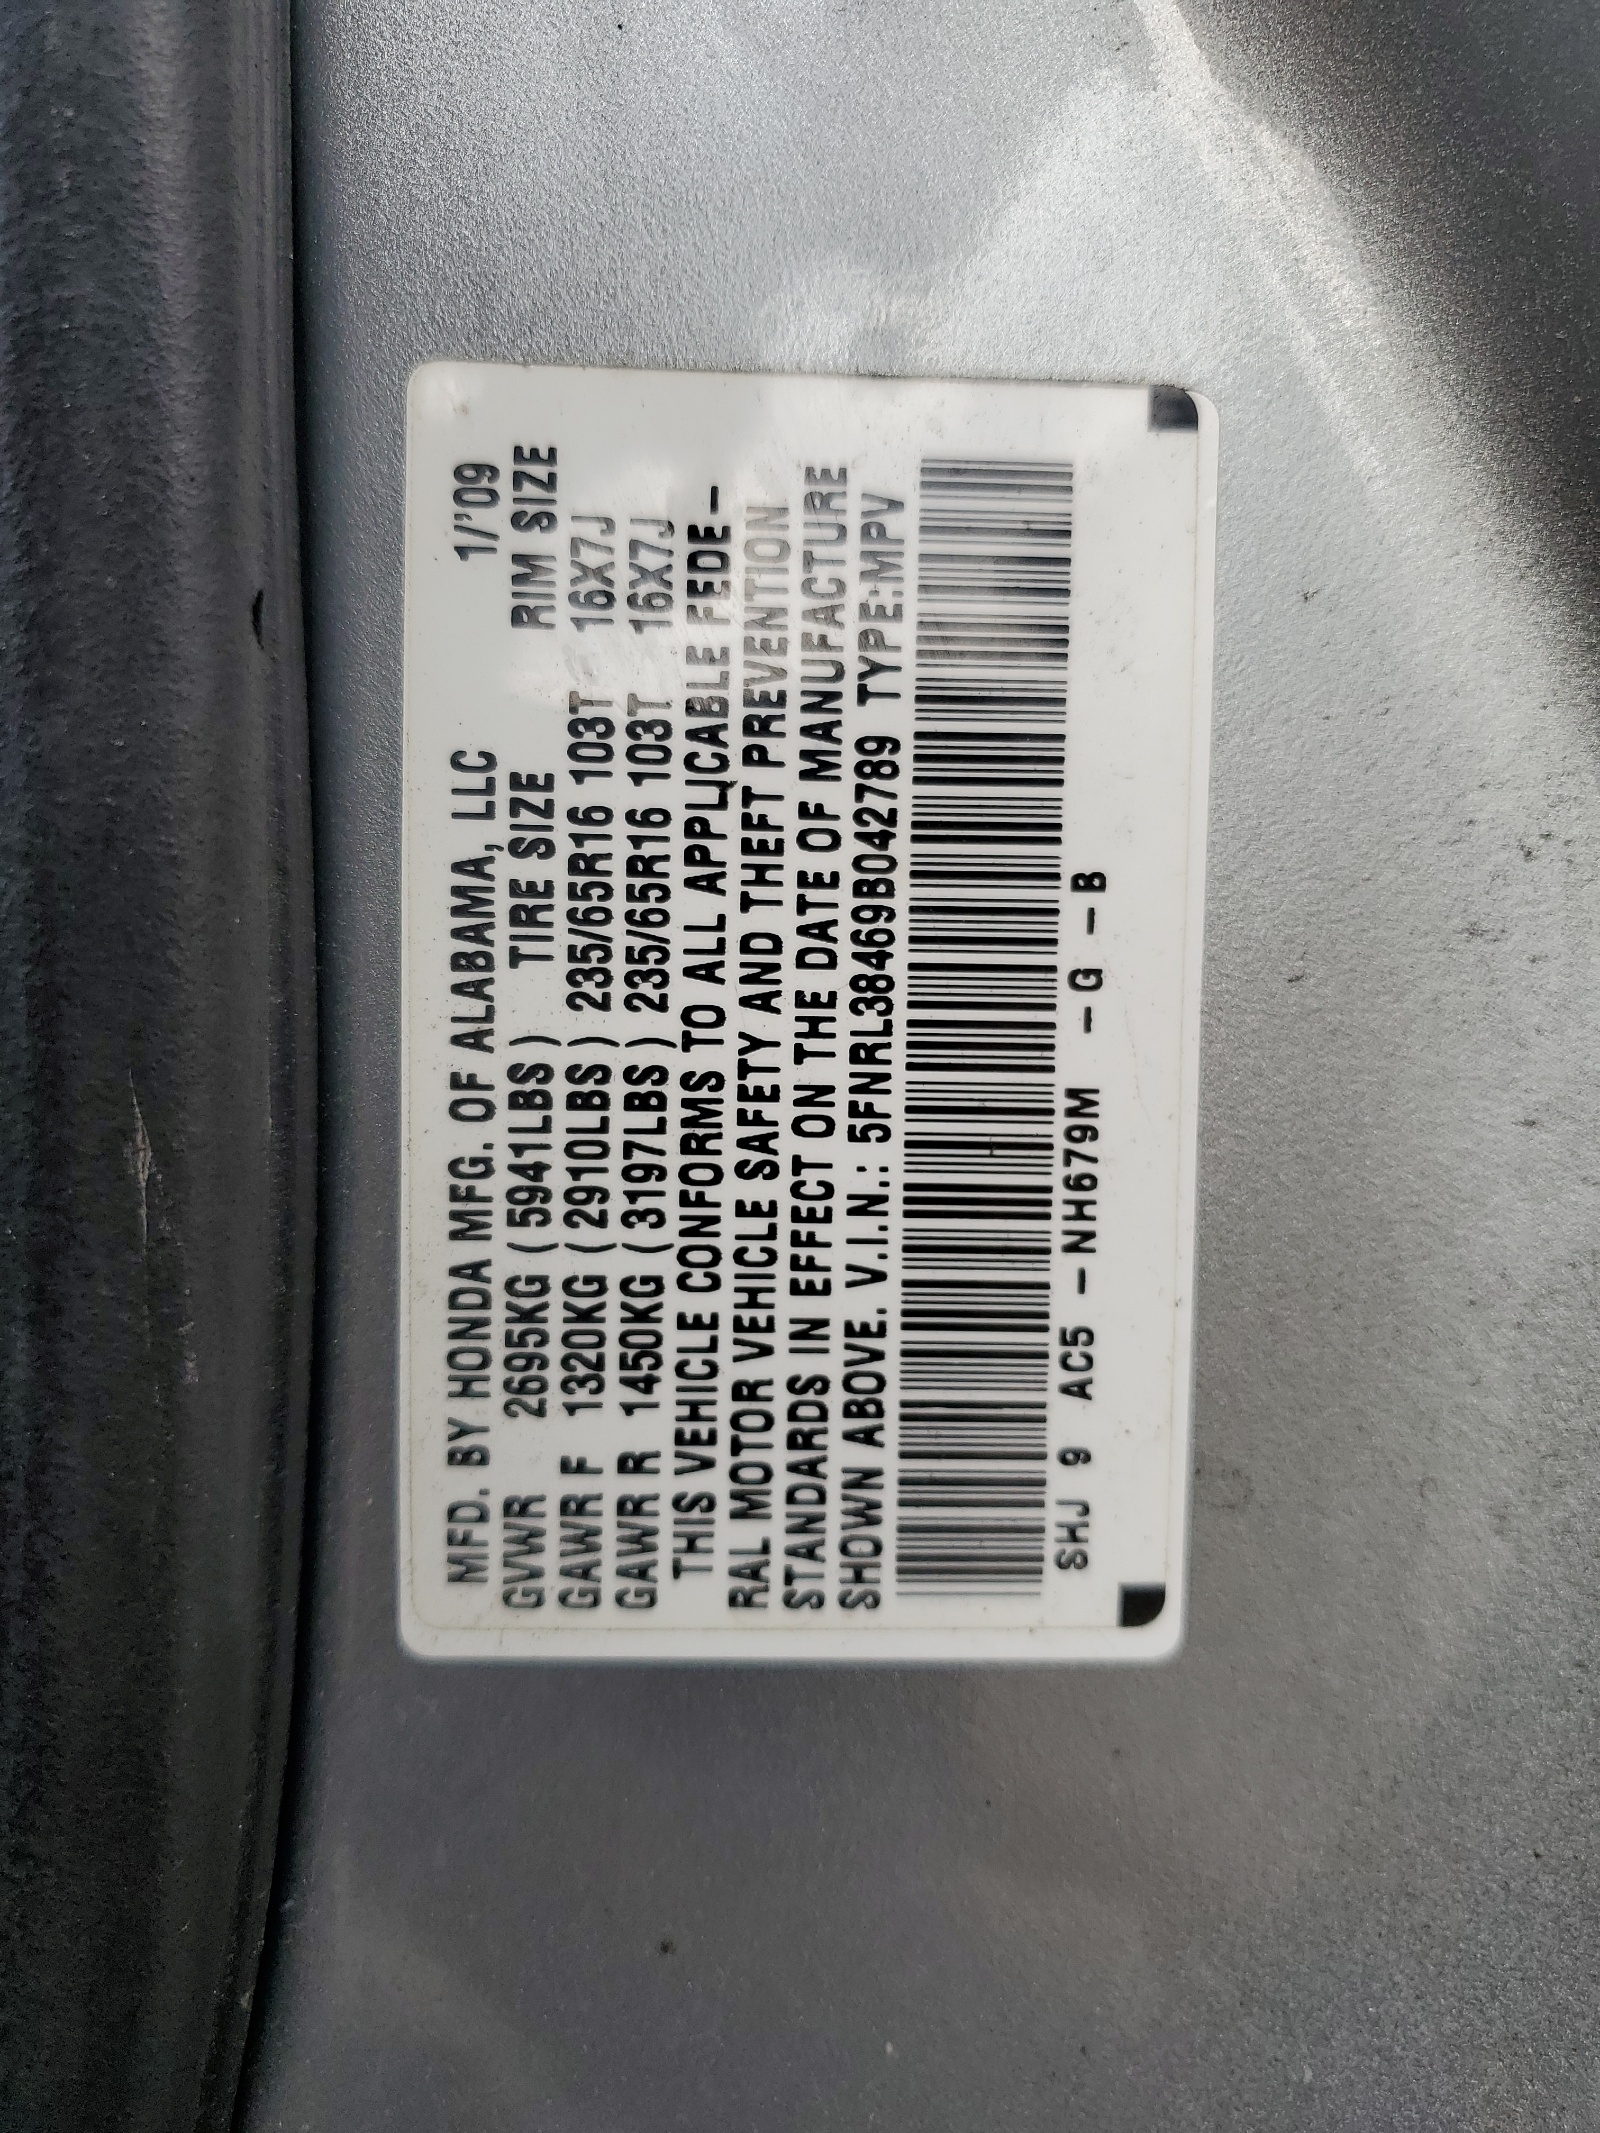 MFD. BY HONDA MFG. OF ALABAMA, LLC 1/'09
GVWR 2695KG ( 5941LBS ) TIRE SIZE RIM SIZE
GAWR F 1320KG ( 2910LBS ) 235/65R16 103T 16X7J
GAWR R 1450KG ( 3197LBS ) 235/65R16 103T 16X7J
THIS VEHICLE CONFORMS TO ALL APPLICABLE FEDE-
RAL MOTOR VEHICLE SAFETY AND THEFT PREVENTION
STANDARDS IN EFFECT ON THE DATE OF MANUFACTURE
SHOWN ABOVE. V.I.N.: 5FNRL38469B042789 TYPE:MPV
SHJ 9 AC5 -NH679M -G -B